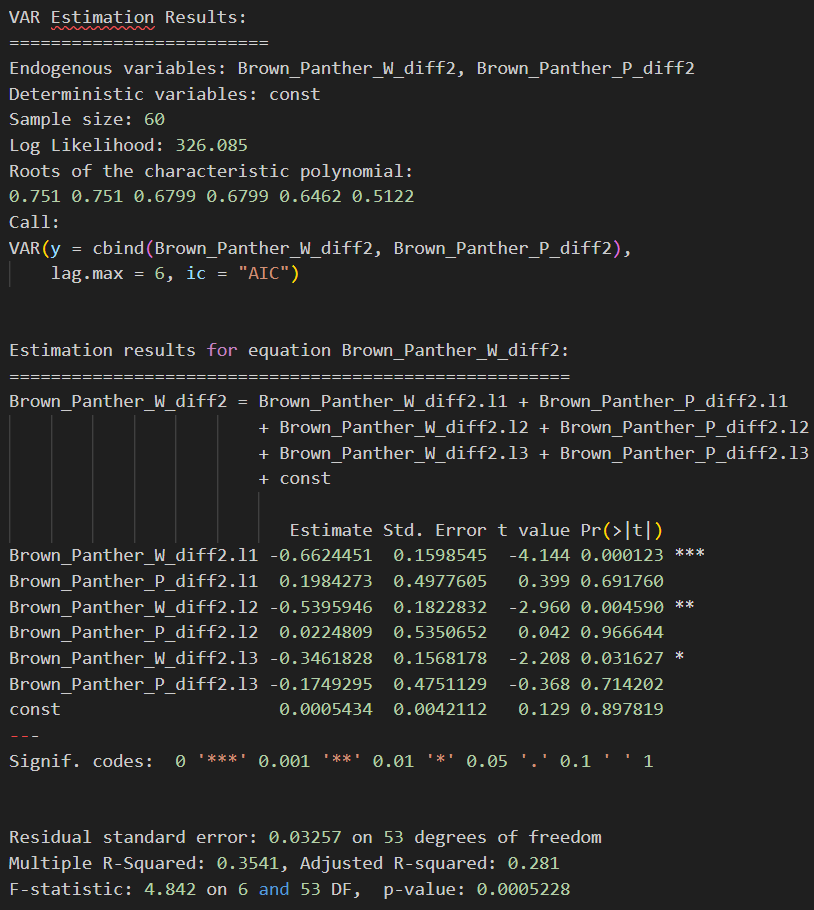 VAR Estimation Results:
=========================
Endogenous variables: Brown_Panther_W_diff2, Brown_Panther_P_diff2
Deterministic variables: const
Sample size: 60
Log Likelihood: 326.085
Roots of the characteristic polynomial:
0.751 0.751 0.6799 0.6799 0.6462 0.5122
Call:
VAR(y = cbind(Brown_Panther_W_diff2, Brown_Panther_P_diff2),
    lag.max = 6, ic = "AIC")


Estimation results for equation Brown_Panther_W_diff2:
======================================================
Brown_Panther_W_diff2 = Brown_Panther_W_diff2.l1 + Brown_Panther_P_diff2.l1
                        + Brown_Panther_W_diff2.l2 + Brown_Panther_P_diff2.l2
                        + Brown_Panther_W_diff2.l3 + Brown_Panther_P_diff2.l3
                        + const

                           Estimate Std. Error t value Pr(>|t|)
Brown_Panther_W_diff2.l1 -0.6624451  0.1598545  -4.144 0.000123 ***
Brown_Panther_P_diff2.l1  0.1984273  0.4977605   0.399 0.691760
Brown_Panther_W_diff2.l2 -0.5395946  0.1822832  -2.960 0.004590 **
Brown_Panther_P_diff2.l2  0.0224809  0.5350652   0.042 0.966644
Brown_Panther_W_diff2.l3 -0.3461828  0.1568178  -2.208 0.031627 *
Brown_Panther_P_diff2.l3 -0.1749295  0.4751129  -0.368 0.714202
const                     0.0005434  0.0042112   0.129 0.897819
---
Signif. codes:  0 '***' 0.001 '**' 0.01 '*' 0.05 '.' 0.1 ' ' 1


Residual standard error: 0.03257 on 53 degrees of freedom
Multiple R-Squared: 0.3541, Adjusted R-squared: 0.281
F-statistic: 4.842 on 6 and 53 DF,  p-value: 0.0005228